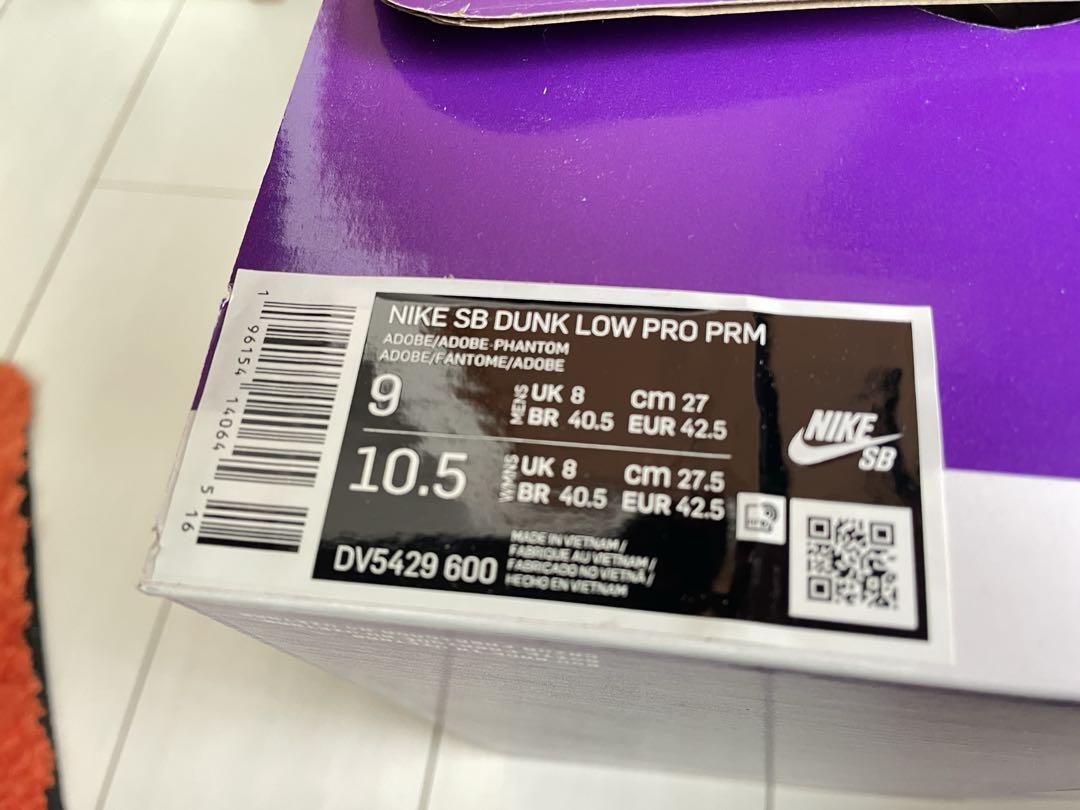 NIKE SB DUNK LOW PRO PRM
ADOBE/ADOBE-PHANTOM
ADOBE/FANTOME/ADOBE
9
MENS
UK 8
cm 27
BR 40.5
EUR 42.5
10.5
WMNS
UK 8
cm 27.5
BR 40.5
EUR 42.5
DV5429 600
MADE IN VIETNAM /
FABRIQUE AU VIETNAM /
FABRICADO NO VIETNÃ /
HECHO EN VIETNAM
NIKE
SB
1 96154 14064 5 16